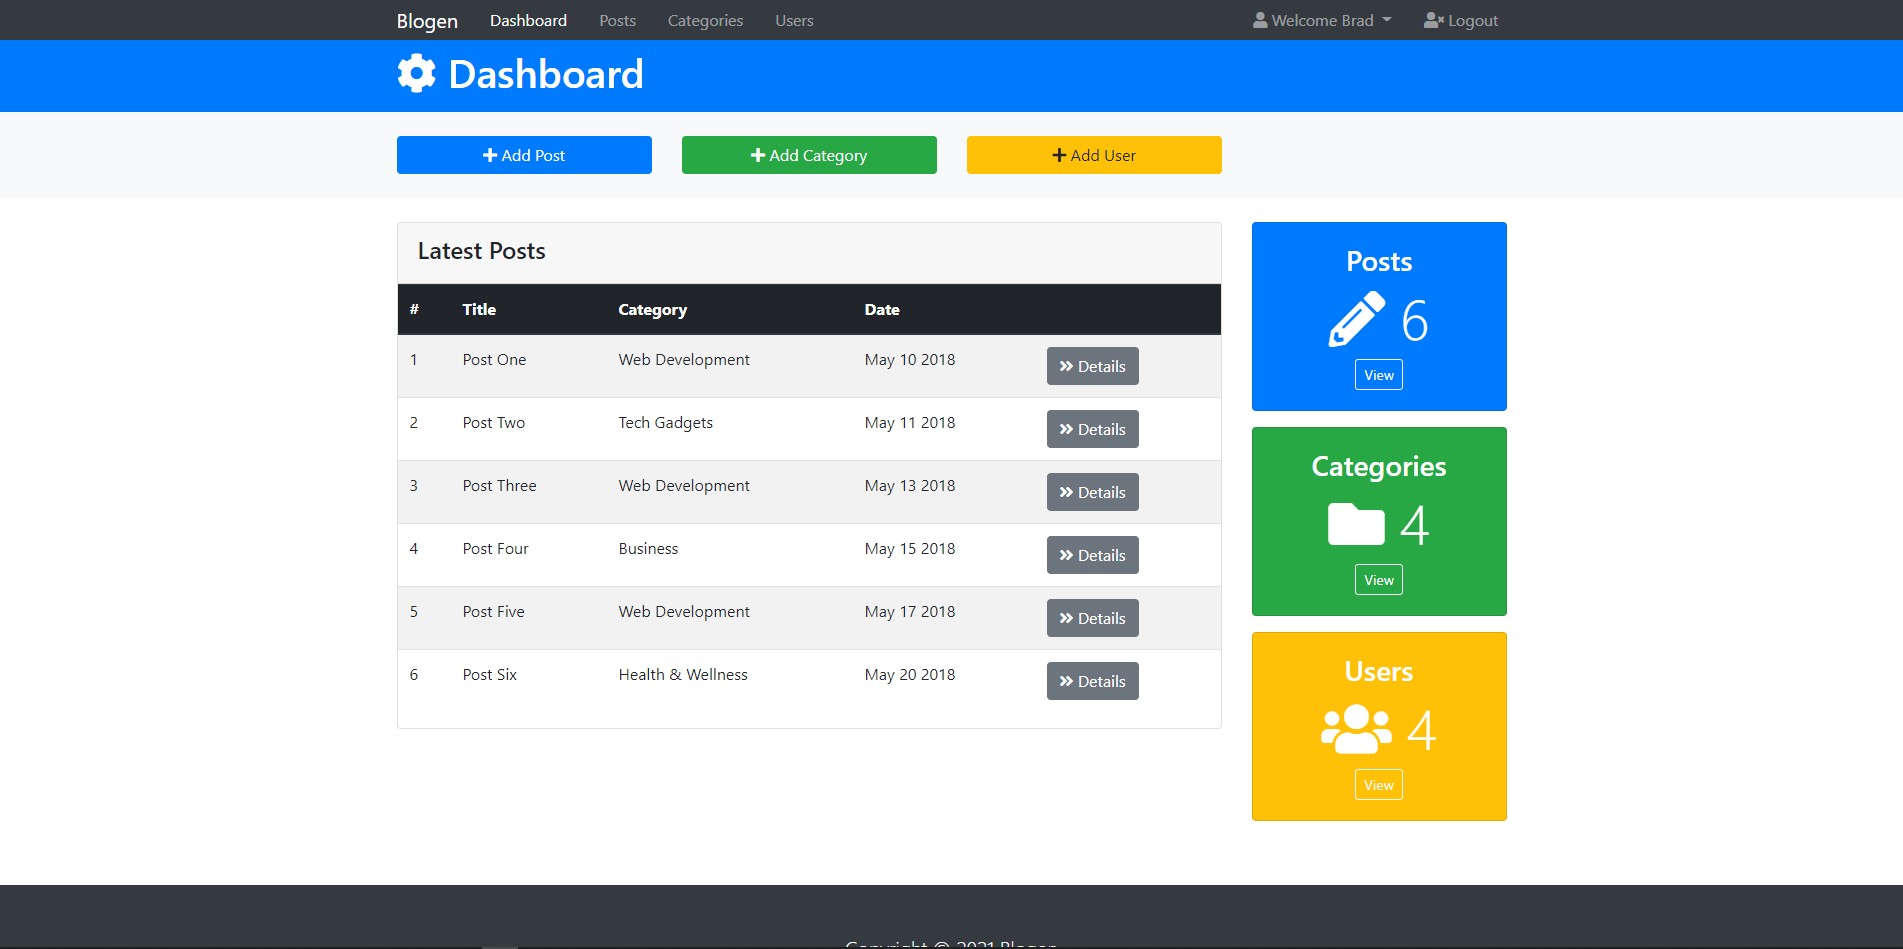 Blogen Dashboard Posts Categories Users Welcome Brad Logout
Dashboard
Add Post Add Category Add User
Latest Posts
# Title Category Date
1 Post One Web Development May 10 2018 Details
2 Post Two Tech Gadgets May 11 2018 Details
3 Post Three Web Development May 13 2018 Details
4 Post Four Business May 15 2018 Details
5 Post Five Web Development May 17 2018 Details
6 Post Six Health & Wellness May 20 2018 Details
Posts
6
View
Categories
4
View
Users
4
View
Copyright © 2021 Blogen